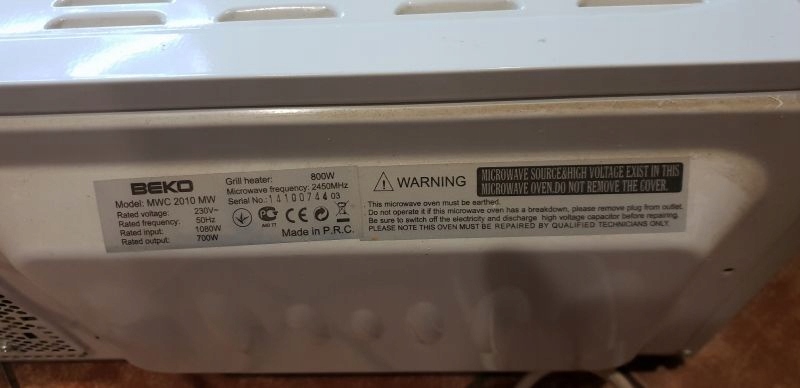 BEKO
Model: MWC 2010 MW
Rated voltage: 230V~
Rated frequency: 50Hz
Rated input: 1080W
Rated output: 700W
Grill heater: 800W
Microwave frequency: 2450MHz
Serial No.: 14100744 03
CE
Made in P.R.C.
WARNING
MICROWAVE SOURCE&HIGH VOLTAGE EXIST IN THIS
MICROWAVE OVEN.DO NOT REMOVE THE COVER.
This microwave oven must be earthed.
Do not operate it if this microwave oven has a breakdown, please remove plug from outlet.
Be sure to switch off the electricity and discharge high voltage capacitor before repairing.
PLEASE NOTE THIS OVEN MUST BE REPAIRED BY QUALIFIED TECHNICIANS ONLY.